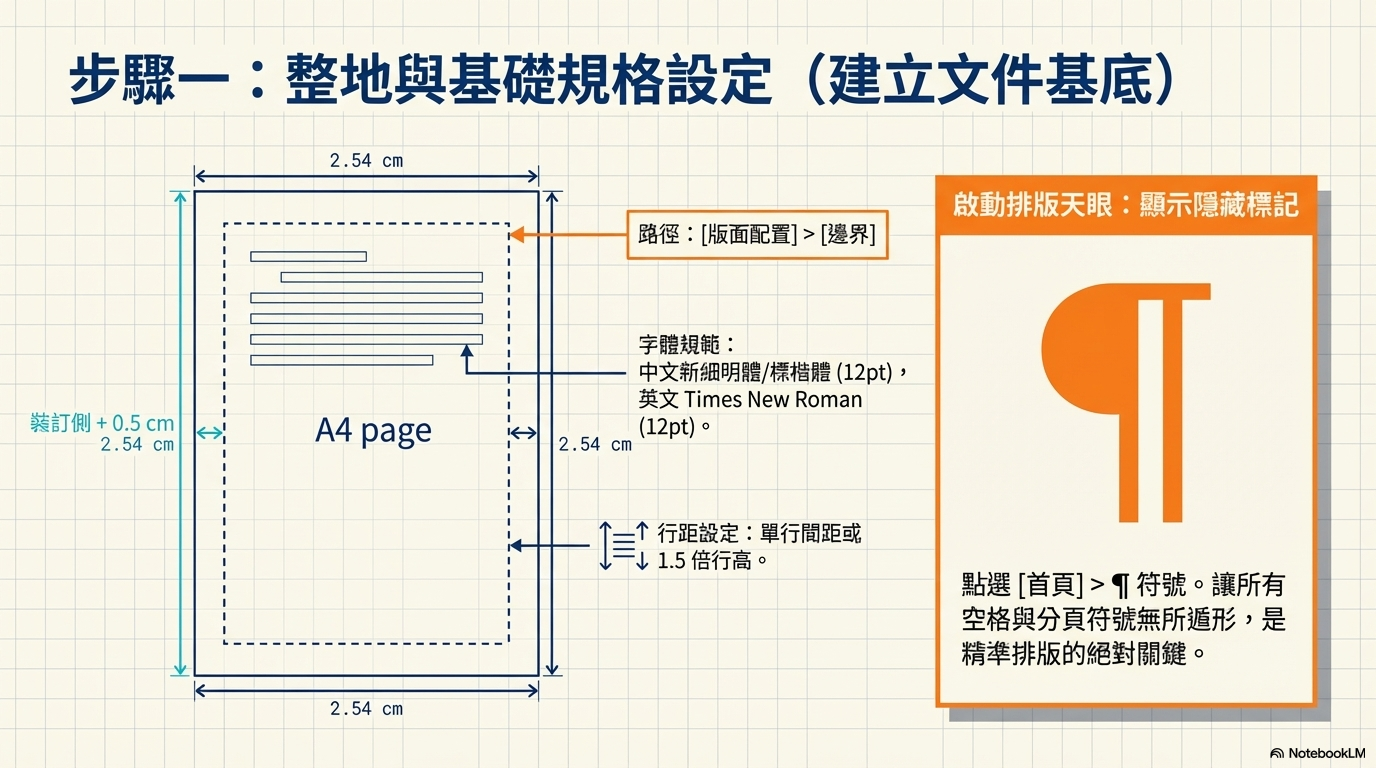 步驟一：整地與基礎規格設定（建立文件基底）
2.54 cm
路徑：[版面配置] > [邊界]
字體規範：
中文新細明體/標楷體 (12pt)，
英文 Times New Roman
(12pt)。
裝訂側 + 0.5 cm
2.54 cm
A4 page
2.54 cm
行距設定：單行間距或
1.5 倍行高。
2.54 cm
啟動排版天眼：顯示隱藏標記
¶
點選 [首頁] > ¶ 符號。讓所有
空格與分頁符號無所遁形，是
精準排版的絕對關鍵。
NotebookLM